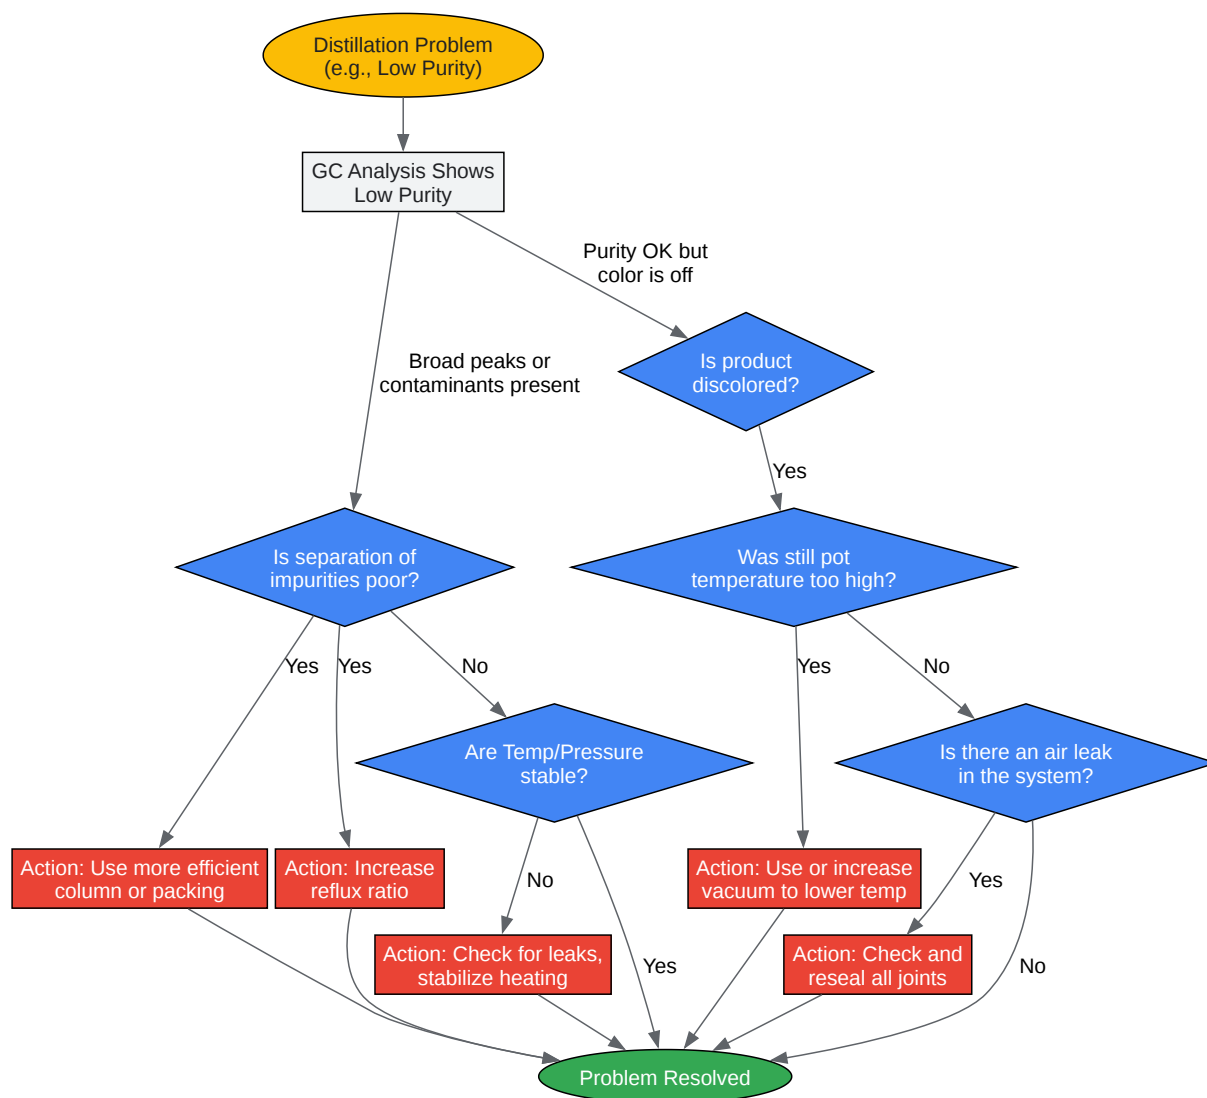 Distillation Problem
(e.g., Low Purity)
GC Analysis Shows
Low Purity
Purity OK but
color is off
Broad peaks or
contaminants present
Is product
discolored?
Yes
Is separation of
impurities poor?
Was still pot
temperature too high?
Yes
Yes
No
Yes
No
Are Temp/Pressure
stable?
Is there an air leak
in the system?
Action: Use more efficient
column or packing
Action: Increase
reflux ratio
No
Action: Use or increase
vacuum to lower temp
Yes
Action: Check for leaks,
stabilize heating
Yes
Action: Check and
reseal all joints
No
Problem Resolved